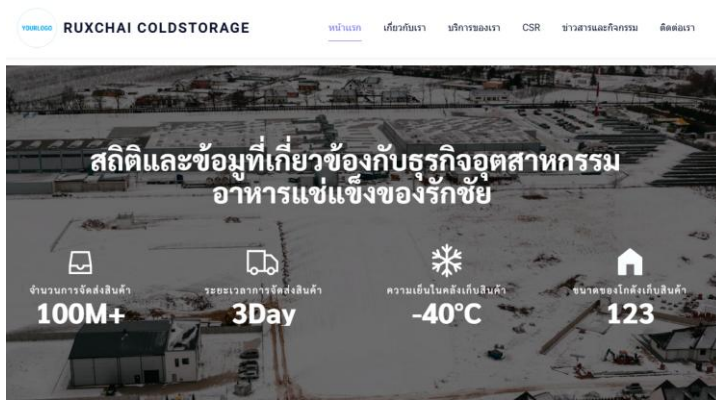 YOURLOGO
RUXCHAI COLDSTORAGE
หน้าแรก
เกี่ยวกับเรา
บริการของเรา
CSR
ข่าวสารและกิจกรรม
ติดต่อเรา
สถิติและข้อมูที่เกี่ยวข้องกับธุรกิจอุตสาหกรรม
อาหารแช่แข็งของรักชัย
จำนวนการจัดส่งสินค้า
100M+
ระยะเวลาการจัดส่งสินค้า
3Day
ความเย็นในคลังเก็บสินค้า
-40°C
ขนาดของโกดังเก็บสินค้า
123